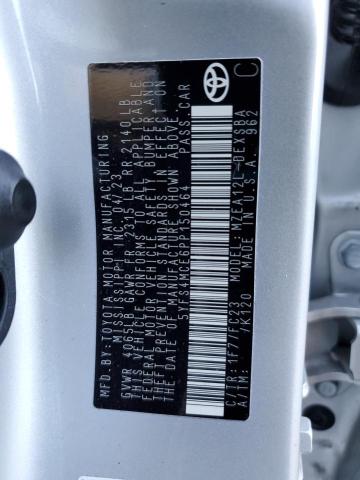 MFD.BY: TOYOTA MOTOR MANUFACTURING
MISSISSIPPI INC. 04/23
GVWR 4065LB GAWR FR 2315LB RR 2140LB
THIS VEHICLE CONFORMS TO ALL APPLICABLE
FEDERAL MOTOR VEHICLE SAFETY, BUMPER AND
THEFT PREVENTION STANDARDS IN EFFECT ON
THE DATE OF MANUFACTURE SHOWN ABOVE.
PASS.CAR
C/TR: 1F7/FC23
A/TM: /K120
MODEL: MZEA12L-DEXSBA
MADE IN U.S.A. 962
C